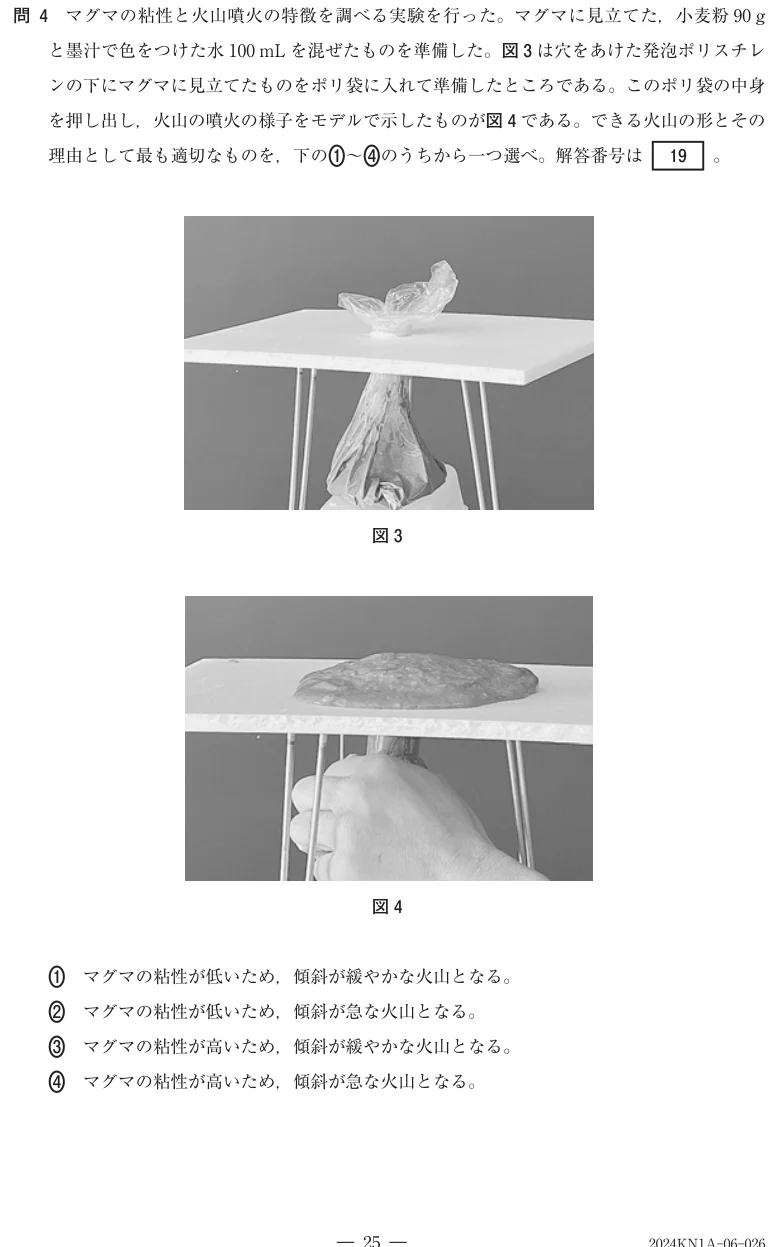 問 4 マグマの粘性と火山噴火の特徴を調べる実験を行った。マグマに見立てた，小麦粉 90 g
と墨汁で色をつけた水 100 mL を混ぜたものを準備した。図 3 は穴をあけた発泡ポリスチレ
ンの下にマグマに見立てたものをポリ袋に入れて準備したところである。このポリ袋の中身
を押し出し，火山の噴火の様子をモデルで示したものが図 4 である。できる火山の形とその
理由として最も適切なものを，下の①～④のうちから一つ選べ。解答番号は 19 。
図 3
図 4
① マグマの粘性が低いため，傾斜が緩やかな火山となる。
② マグマの粘性が低いため，傾斜が急な火山となる。
③ マグマの粘性が高いため，傾斜が緩やかな火山となる。
④ マグマの粘性が高いため，傾斜が急な火山となる。
— 25 —
2024KN1A-06-026